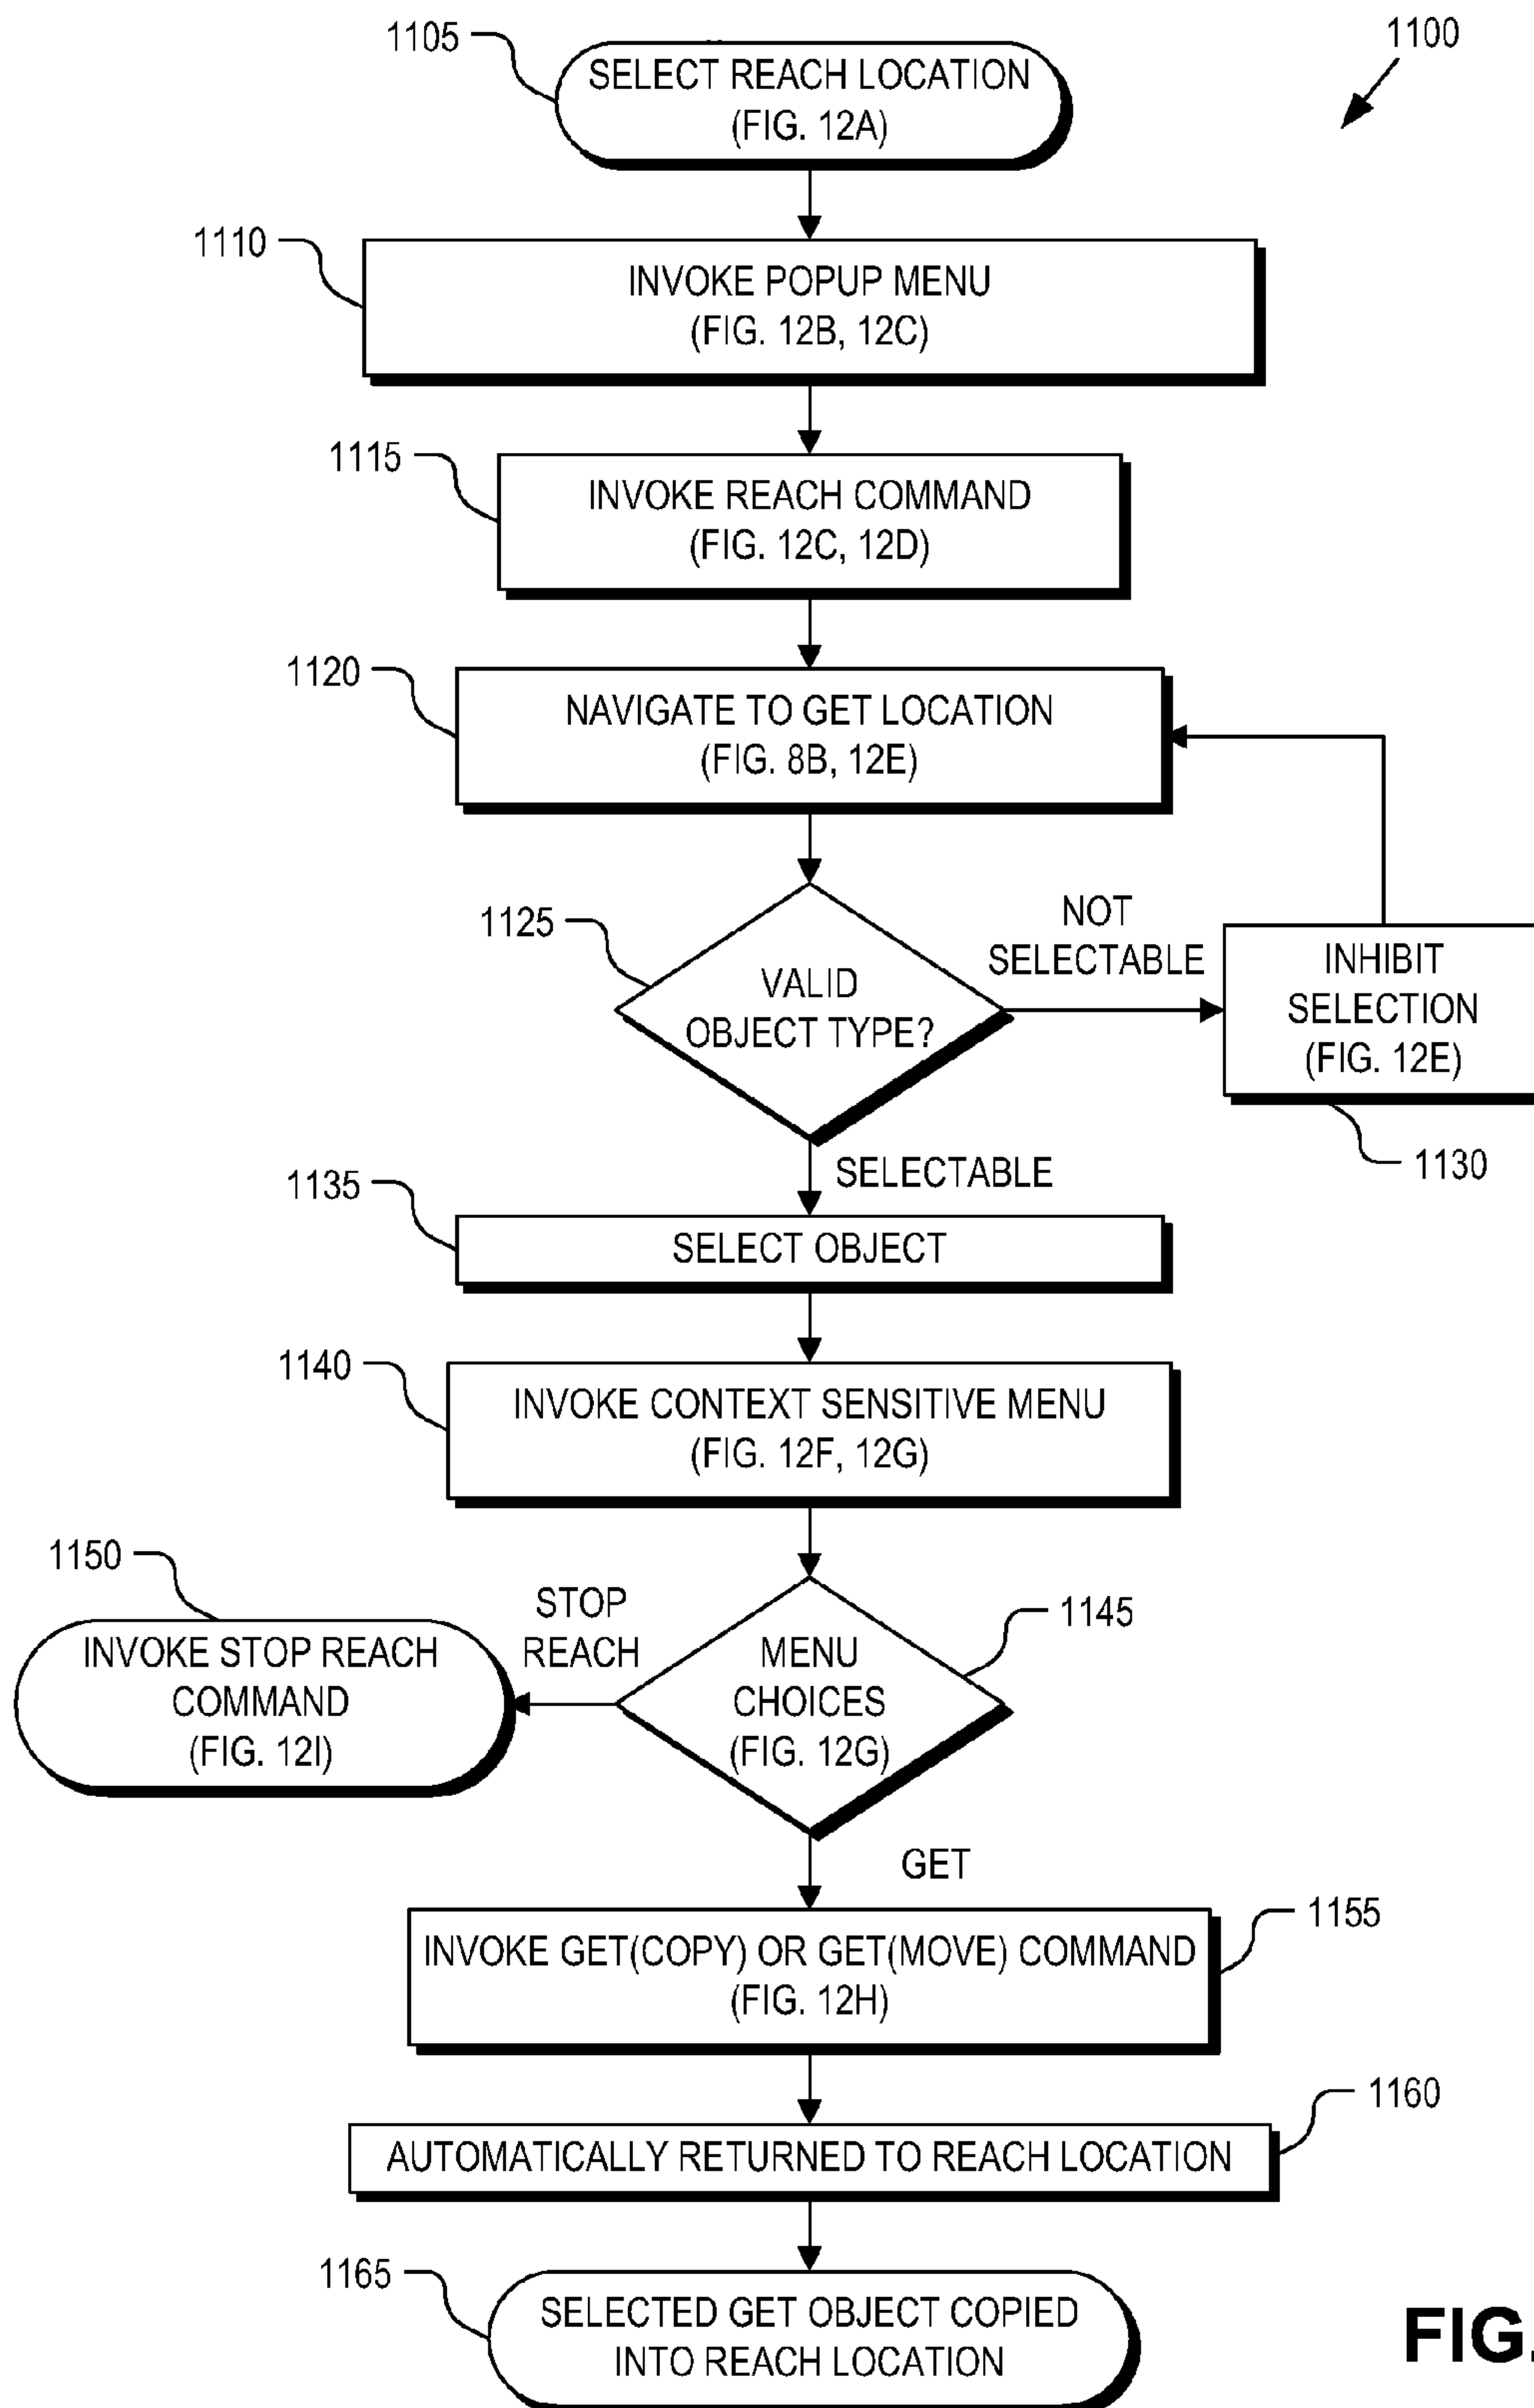 1105
SELECT REACH LOCATION
(FIG. 12A)
1100
1110
INVOKE POPUP MENU
(FIG. 12B, 12C)
1115
INVOKE REACH COMMAND
(FIG. 12C, 12D)
1120
NAVIGATE TO GET LOCATION
(FIG. 8B, 12E)
1125
VALID
OBJECT TYPE?
NOT
SELECTABLE
INHIBIT
SELECTION
(FIG. 12E)
1130
SELECTABLE
1135
SELECT OBJECT
1140
INVOKE CONTEXT SENSITIVE MENU
(FIG. 12F, 12G)
1150
INVOKE STOP REACH
COMMAND
(FIG. 12I)
STOP
REACH
MENU
CHOICES
(FIG. 12G)
1145
GET
INVOKE GET(COPY) OR GET(MOVE) COMMAND
(FIG. 12H)
1155
AUTOMATICALLY RETURNED TO REACH LOCATION
1160
1165
SELECTED GET OBJECT COPIED
INTO REACH LOCATION
FIG.